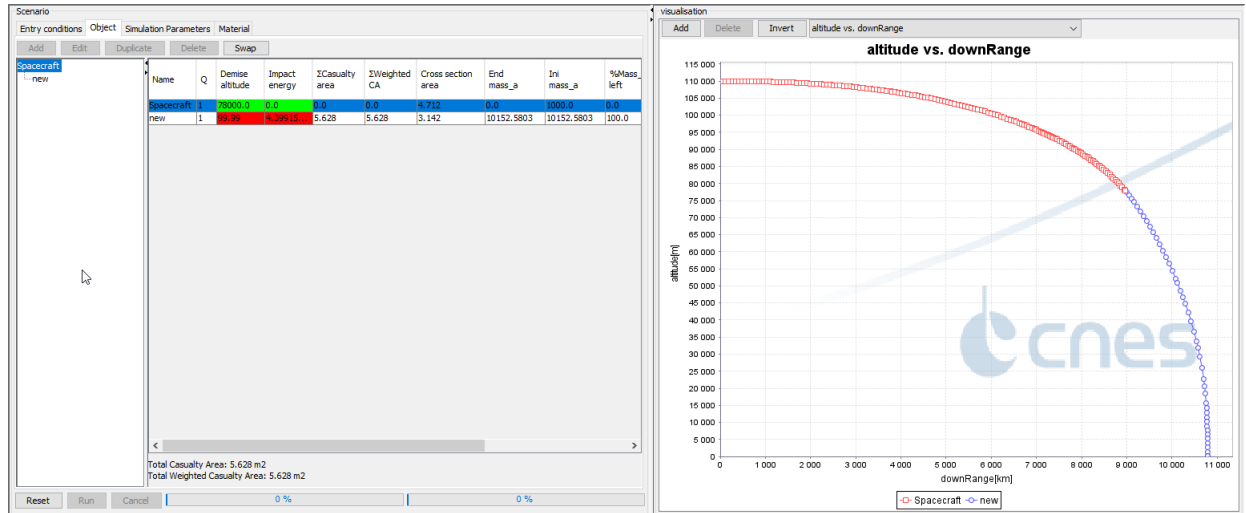 Scenario
Entry conditions Object Simulation Parameters Material
Add Edit Duplicate Delete Swap
Spacecraft
new
Name Q Demise altitude Impact energy ΣCasualty area ΣWeighted CA Cross section area End mass_a Ini mass_a %Mass_ left
Spacecraft 1 78000.0 0.0 0.0 0.0 4.712 0.0 1000.0 0.0
new 1 99.99 4.39915... 5.628 5.628 3.142 10152.5803 10152.5803 100.0
Total Casualty Area: 5.628 m2
Total Weighted Casualty Area: 5.628 m2
Reset Run Cancel 0 % 0 %
visualisation
Add Delete Invert altitude vs. downRange
altitude vs. downRange
115 000
110 000
105 000
100 000
95 000
90 000
85 000
80 000
75 000
70 000
65 000
60 000
55 000
50 000
45 000
40 000
35 000
30 000
25 000
20 000
15 000
10 000
5 000
0
altitude[m]
cnes
0 1 000 2 000 3 000 4 000 5 000 6 000 7 000 8 000 9 000 10 000 11 000
downRange[km]
Spacecraft new